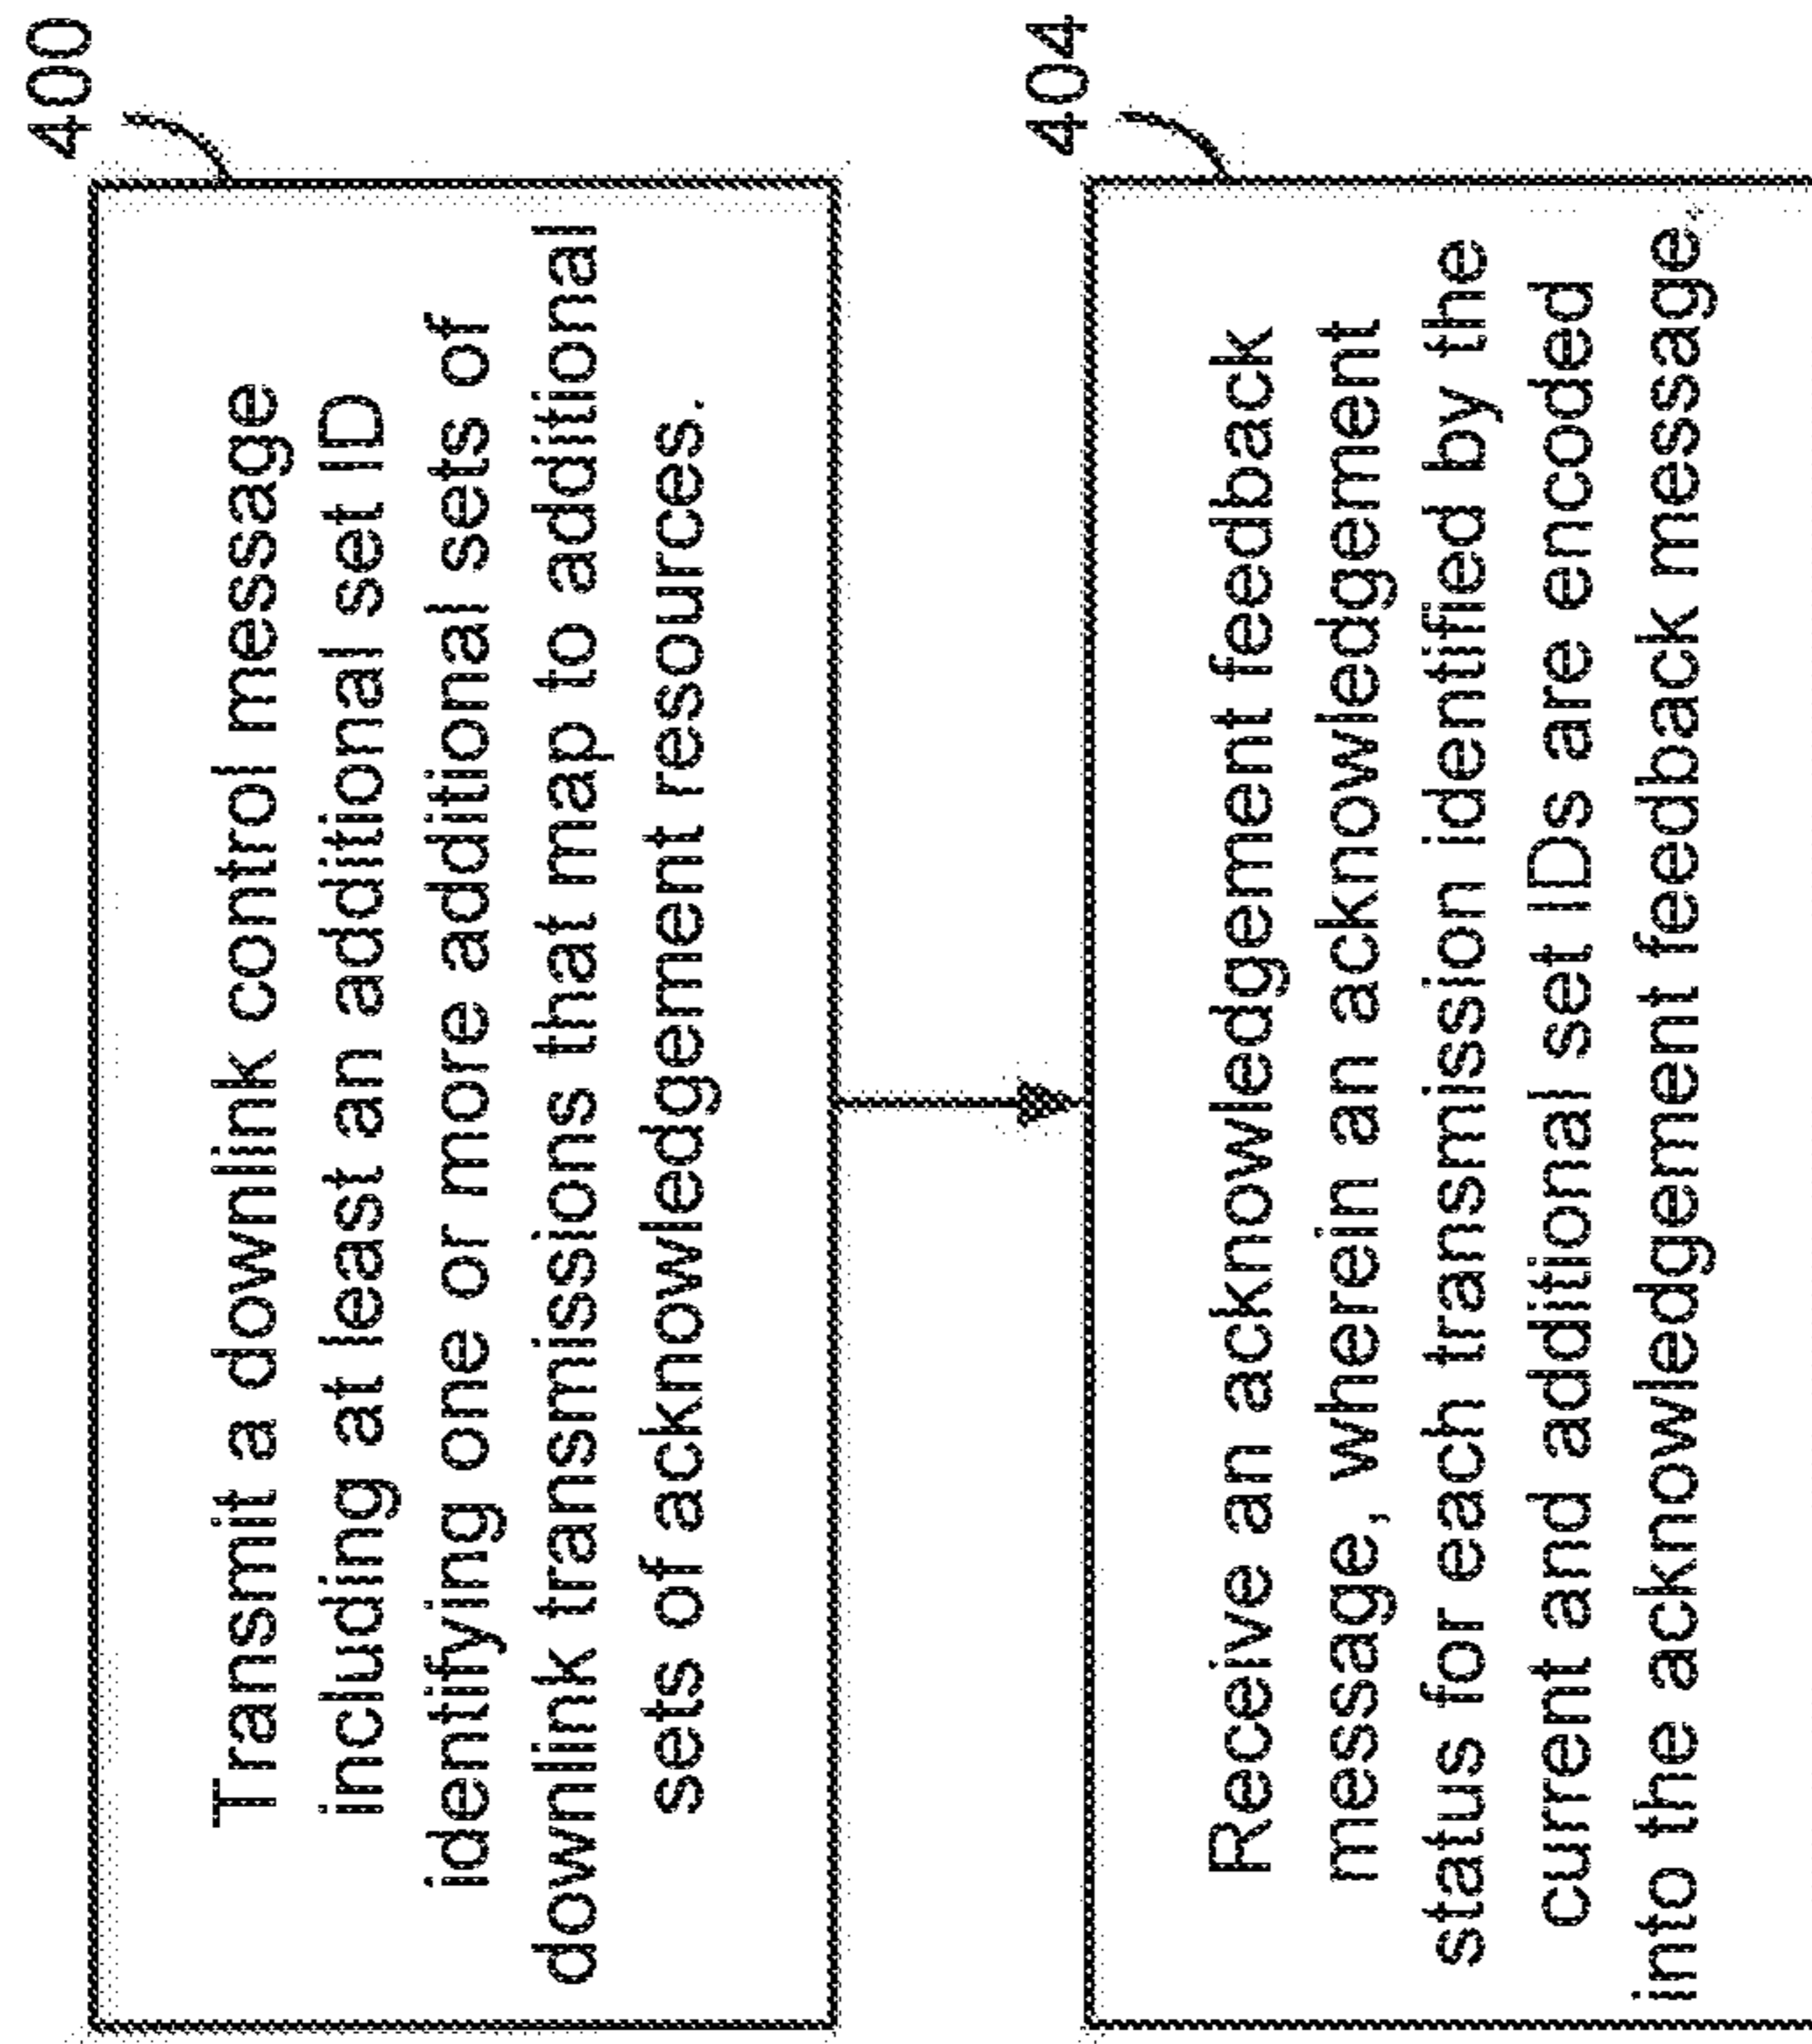 400
Transmit a downlink control message
including at least an additional set ID
identifying one or more additional sets of
downlink transmissions that map to additional
sets of acknowledgement resources.
404
Receive an acknowledgement feedback
message, wherein an acknowledgement
status for each transmission identified by the
current and additional set IDs are encoded
into the acknowledgement feedback message.